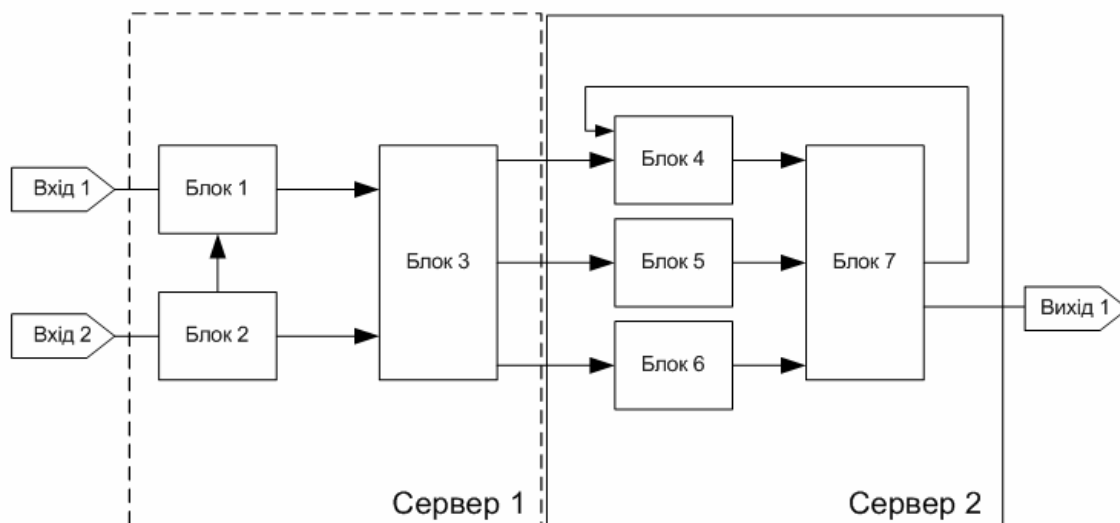 Вхід 1
Блок 1
Вхід 2
Блок 2
Блок 3
Сервер 1
Блок 4
Блок 5
Блок 6
Блок 7
Вихід 1
Сервер 2